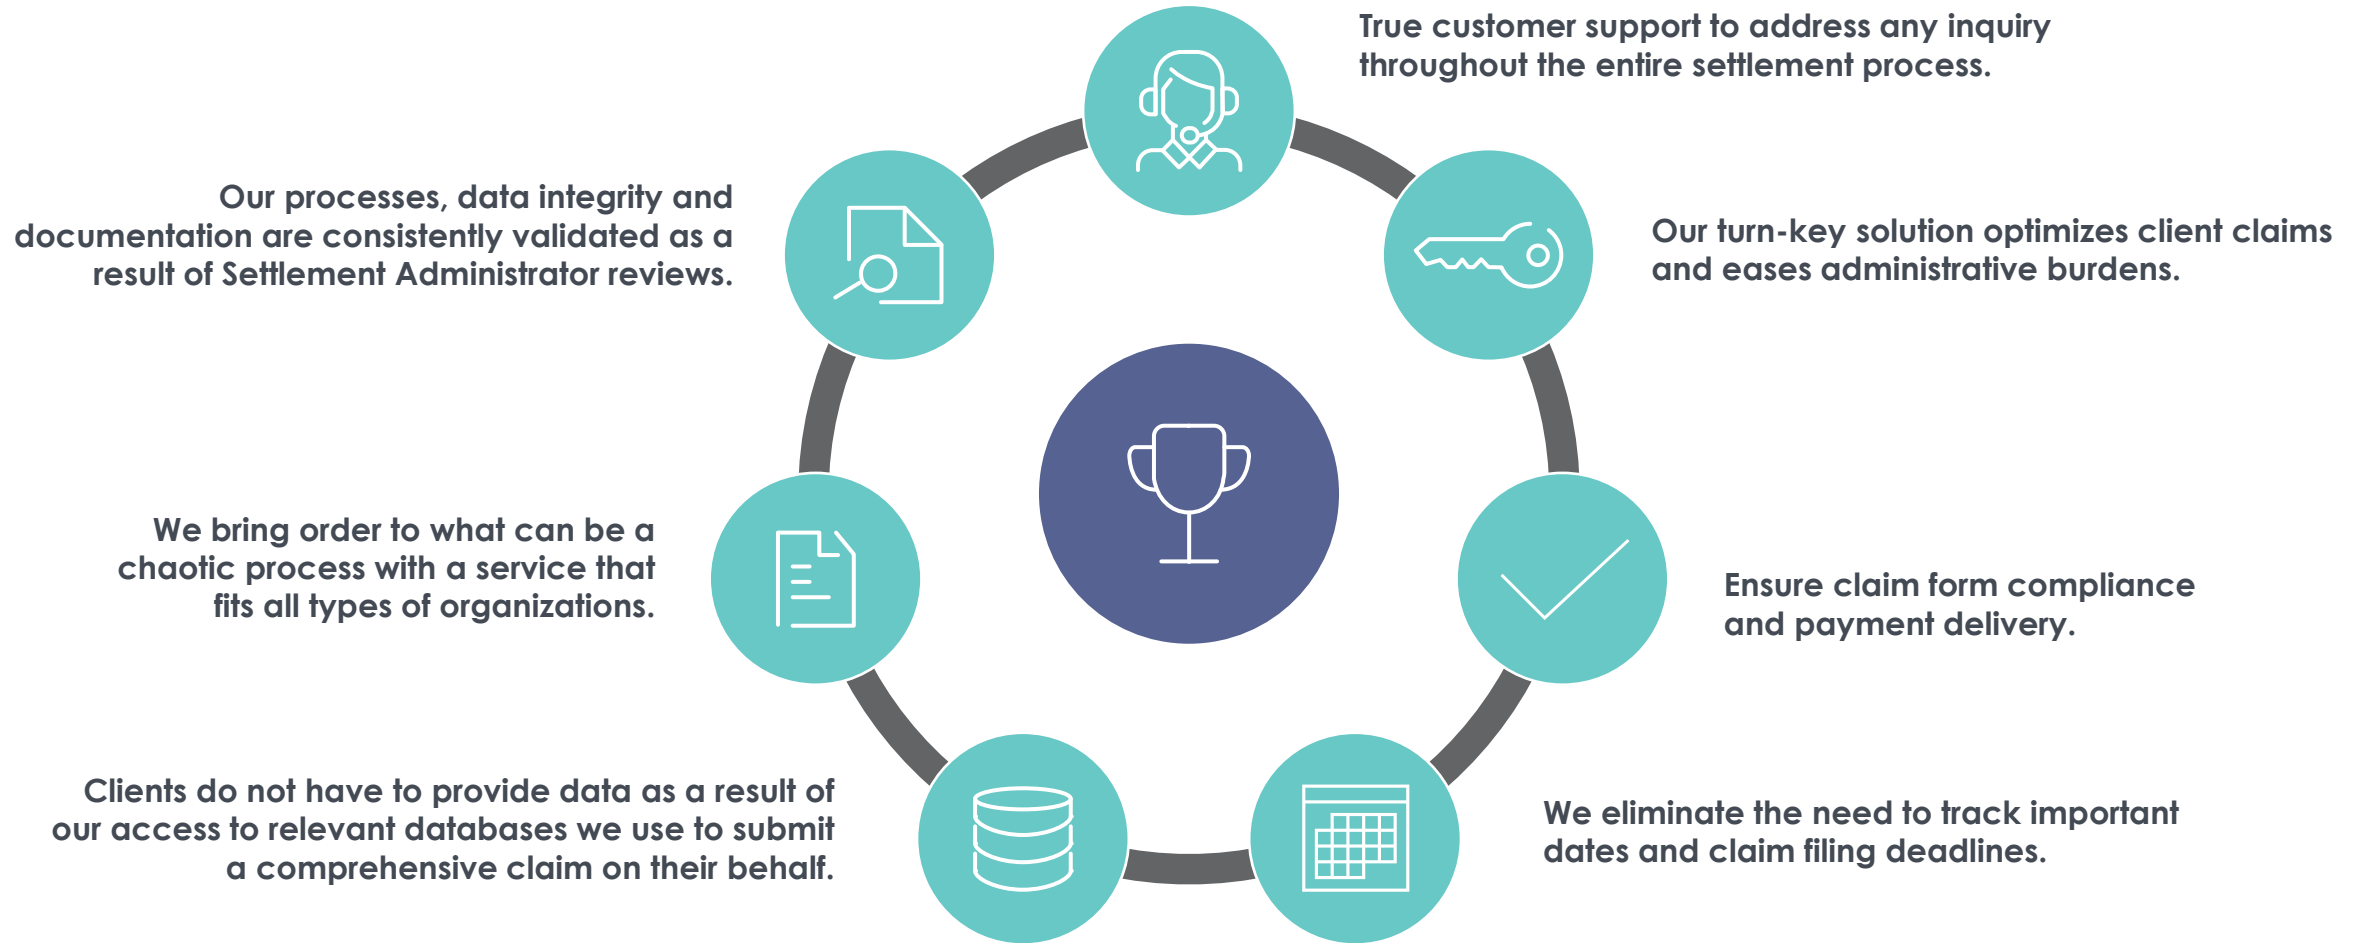 True customer support to address any inquiry
throughout the entire settlement process.
Our turn-key solution optimizes client claims
and eases administrative burdens.
Ensure claim form compliance
and payment delivery.
We eliminate the need to track important
dates and claim filing deadlines.
Clients do not have to provide data as a result of
our access to relevant databases we use to submit
a comprehensive claim on their behalf.
We bring order to what can be a
chaotic process with a service that
fits all types of organizations.
Our processes, data integrity and
documentation are consistently validated as a
result of Settlement Administrator reviews.